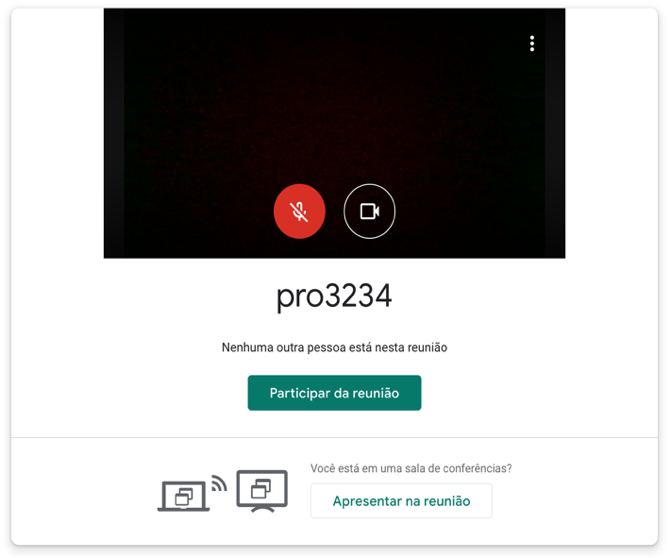 pro3234
Nenhuma outra pessoa está nesta reunião
Participar da reunião
Você está em uma sala de conferências?
Apresentar na reunião